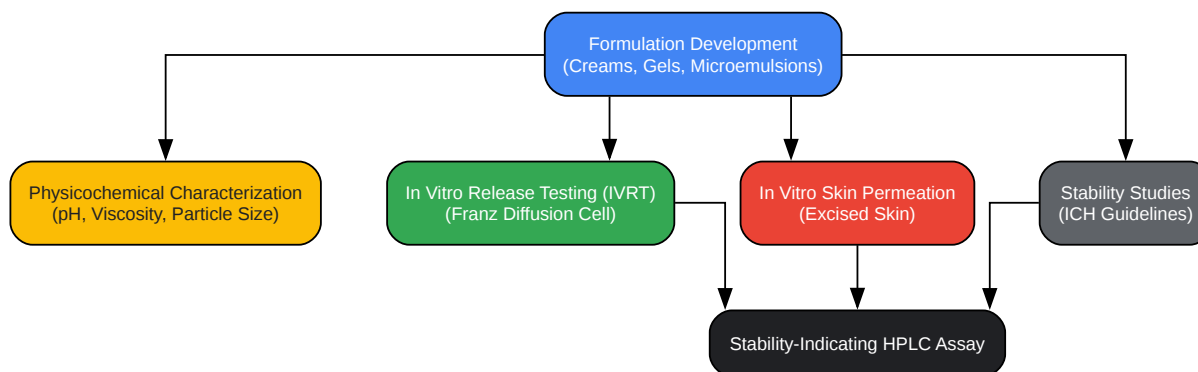 Formulation Development
(Creams, Gels, Microemulsions)
Physicochemical Characterization
(pH, Viscosity, Particle Size)
In Vitro Release Testing (IVRT)
(Franz Diffusion Cell)
In Vitro Skin Permeation
(Excised Skin)
Stability Studies
(ICH Guidelines)
Stability-Indicating HPLC Assay